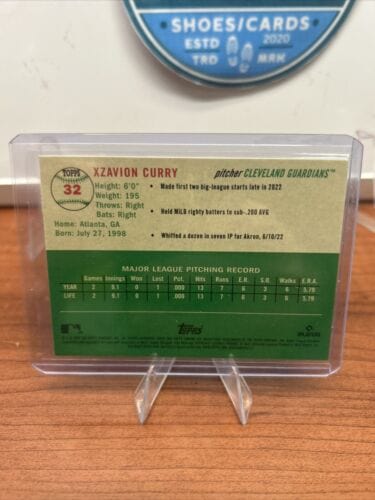 SHOES/CARDS
ESTD 2020
TRD MRK
TOPPS
32
XZAVION CURRY
pitcher CLEVELAND GUARDIANS™
Height: 6'0"
Weight: 195
Throws: Right
Bats: Right
Home: Atlanta, GA
Born: July 27, 1998
• Made first two big-league starts late in 2022
• Held MiLB righty batters to sub-.200 AVG
• Whiffed a dozen in seven IP for Akron, 6/10/22
MAJOR LEAGUE PITCHING RECORD
Games Innings Won Lost Pct. Hits Runs E.R. S.O. Walks E.R.A.
YEAR 2 9.1 0 1 .000 13 7 6 3 6 5.79
LIFE 2 9.1 0 1 .000 13 7 6 3 6 5.79
Topps